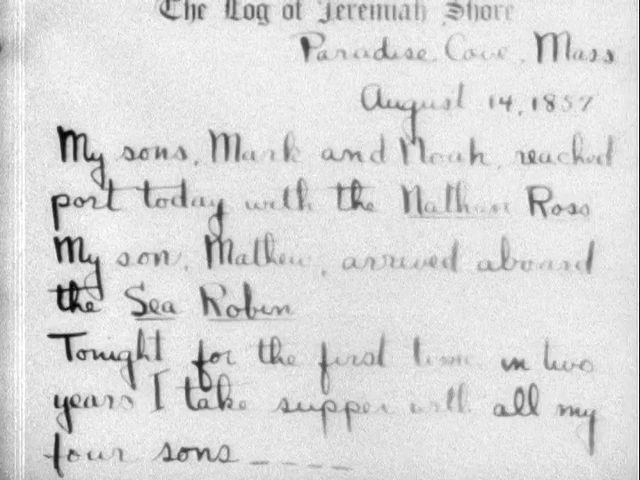 The Log of Jeremiah Shore
Paradise Cove, Mass
August 14, 1857
My sons, Mark and Noah, reached
port today with the Nathan Ross
My son, Mathew, arrived aboard
the Sea Robin
Tonight for the first time in two
years I take supper with all my
four sons ----